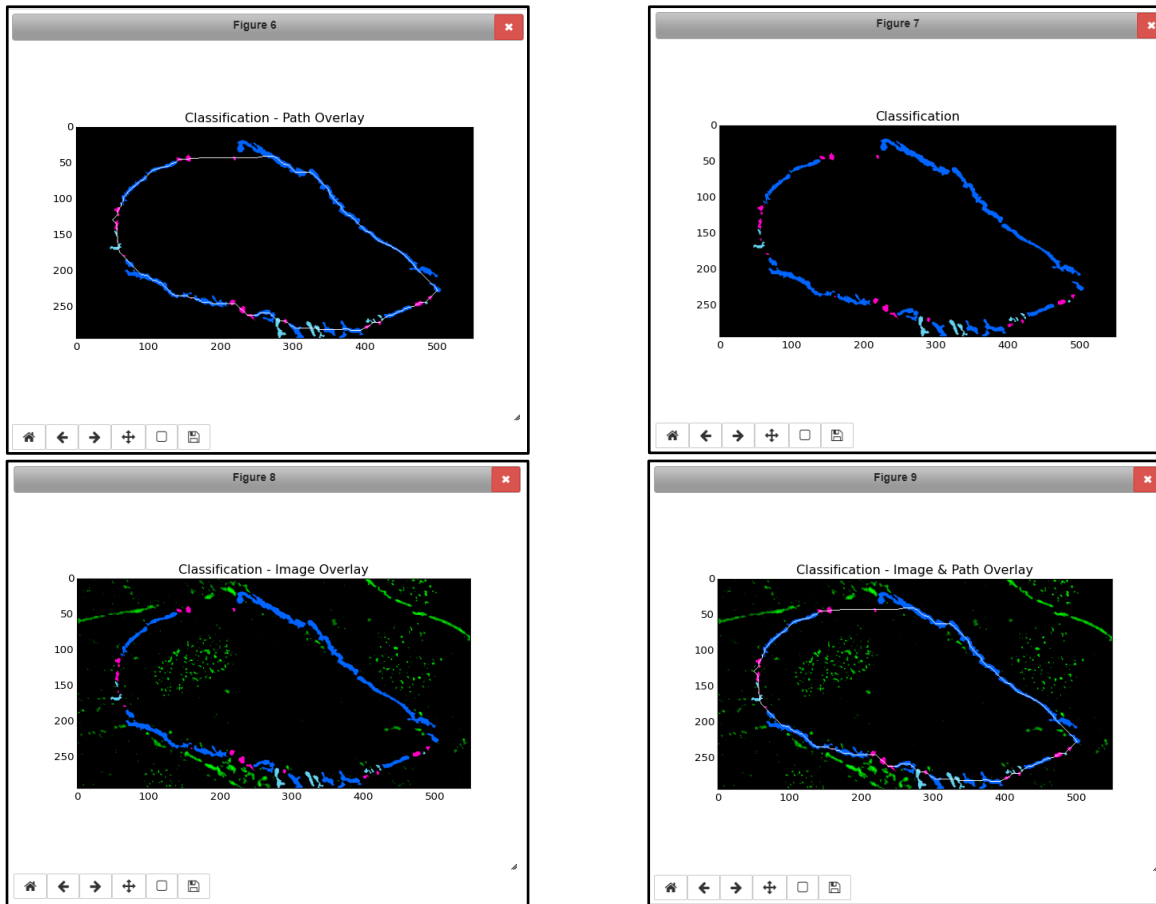 Figure 6
Classification - Path Overlay
0
50
100
150
200
250
0 100 200 300 400 500
Figure 7
Classification
0
50
100
150
200
250
0 100 200 300 400 500
Figure 8
Classification - Image Overlay
0
50
100
150
200
250
0 100 200 300 400 500
Figure 9
Classification - Image & Path Overlay
0
50
100
150
200
250
0 100 200 300 400 500